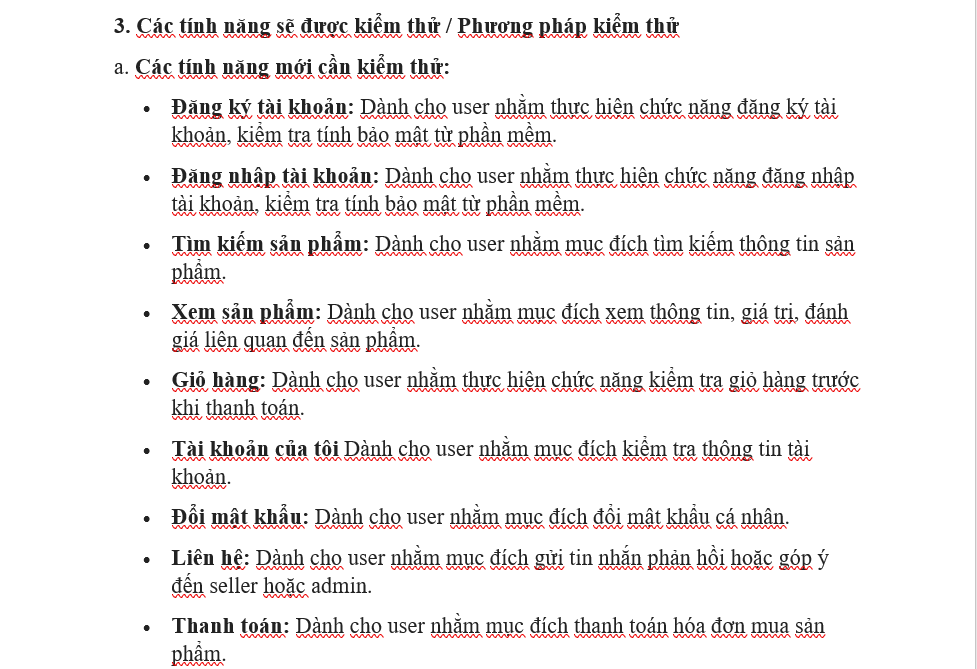 3. Các tính năng sẽ được kiểm thử / Phương pháp kiểm thử
a. Các tính năng mới cần kiểm thử:
• Đăng ký tài khoản: Dành cho user nhằm thực hiện chức năng đăng ký tài
khoản, kiểm tra tính bảo mật từ phần mềm.
• Đăng nhập tài khoản: Dành cho user nhằm thực hiện chức năng đăng nhập
tài khoản, kiểm tra tính bảo mật từ phần mềm.
• Tìm kiếm sản phẩm: Dành cho user nhằm mục đích tìm kiếm thông tin sản
phẩm.
• Xem sản phẩm: Dành cho user nhằm mục đích xem thông tin, giá trị, đánh
giá liên quan đến sản phẩm.
• Giỏ hàng: Dành cho user nhằm thực hiện chức năng kiểm tra giỏ hàng trước
khi thanh toán.
• Tài khoản của tôi Dành cho user nhằm mục đích kiểm tra thông tin tài
khoản.
• Đổi mật khẩu: Dành cho user nhằm mục đích đổi mật khẩu cá nhân.
• Liên hệ: Dành cho user nhằm mục đích gửi tin nhắn phản hồi hoặc góp ý
đến seller hoặc admin.
• Thanh toán: Dành cho user nhằm mục đích thanh toán hóa đơn mua sản
phẩm.